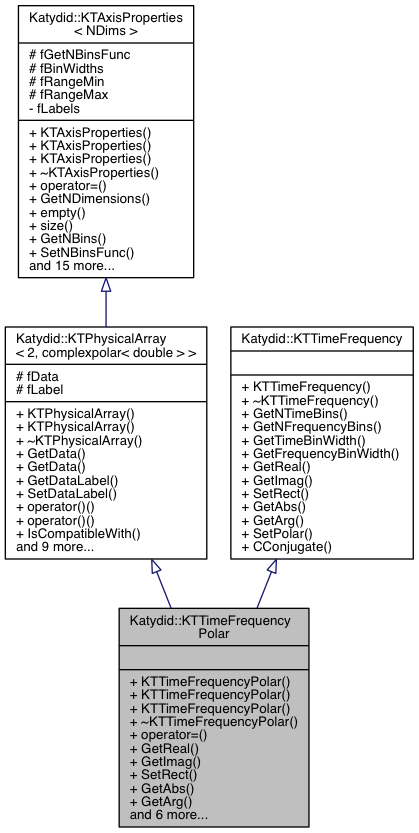 Katydid::KTAxisProperties
< NDims >
# fGetNBinsFunc
# fBinWidths
# fRangeMin
# fRangeMax
- fLabels
+ KTAxisProperties()
+ KTAxisProperties()
+ KTAxisProperties()
+ ~KTAxisProperties()
+ operator=()
+ GetNDimensions()
+ empty()
+ size()
+ GetNBins()
+ SetNBinsFunc()
and 15 more...
Katydid::KTPhysicalArray
< 2, complexpolar< double > >
# fData
# fLabel
+ KTPhysicalArray()
+ KTPhysicalArray()
+ ~KTPhysicalArray()
+ GetData()
+ GetData()
+ GetDataLabel()
+ SetDataLabel()
+ operator()()
+ operator()()
+ IsCompatibleWith()
and 9 more...
Katydid::KTTimeFrequency
+ KTTimeFrequency()
+ ~KTTimeFrequency()
+ GetNTimeBins()
+ GetNFrequencyBins()
+ GetTimeBinWidth()
+ GetFrequencyBinWidth()
+ GetReal()
+ GetImag()
+ SetRect()
+ GetAbs()
+ GetArg()
+ SetPolar()
+ CConjugate()
Katydid::KTTimeFrequency
Polar
+ KTTimeFrequencyPolar()
+ KTTimeFrequencyPolar()
+ KTTimeFrequencyPolar()
+ ~KTTimeFrequencyPolar()
+ operator=()
+ GetReal()
+ GetImag()
+ SetRect()
+ GetAbs()
+ GetArg()
and 6 more...